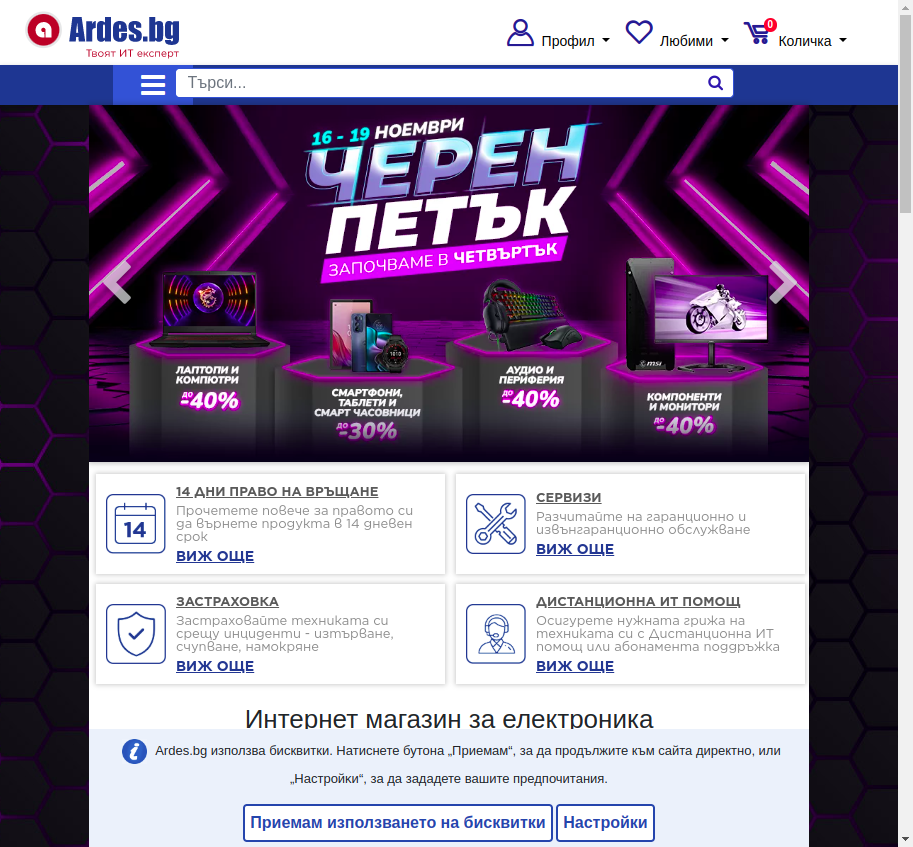 Ardes.bg
Твоят ИТ експерт
Профил
Любими
0
Количка
Търси...
16 - 19 НОЕМВРИ
ЧЕРЕН
ПЕТЪК
ЗАПОЧВАМЕ В ЧЕТВЪРТЪК
ЛАПТОПИ И
КОМПЮТРИ
ДО
-40%
СМАРТФОНИ,
ТАБЛЕТИ И
СМАРТ ЧАСОВНИЦИ
ДО
-30%
АУДИО И
ПЕРИФЕРИЯ
ДО
-40%
msi
КОМПОНЕНТИ
И МОНИТОРИ
ДО
-40%
14
14 ДНИ ПРАВО НА ВРЪЩАНЕ
Прочетете повече за правото си
да върнете продукта в 14 дневен
срок
ВИЖ ОЩЕ
СЕРВИЗИ
Разчитайте на гаранционно и
извънгаранционно обслужване
ВИЖ ОЩЕ
ЗАСТРАХОВКА
Застраховайте техниката си
срещу инциденти - изтърване,
счупване, намокряне
ВИЖ ОЩЕ
ДИСТАНЦИОННА ИТ ПОМОЩ
Осигурете нужната грижа на
техниката си с Дистанционна ИТ
помощ или абонамента поддръжка
ВИЖ ОЩЕ
Интернет магазин за електроника
Ardes.bg използва бисквитки. Натиснете бутона „Приемам“, за да продължите към сайта директно, или
„Настройки“, за да зададете вашите предпочитания.
Приемам използването на бисквитки
Настройки